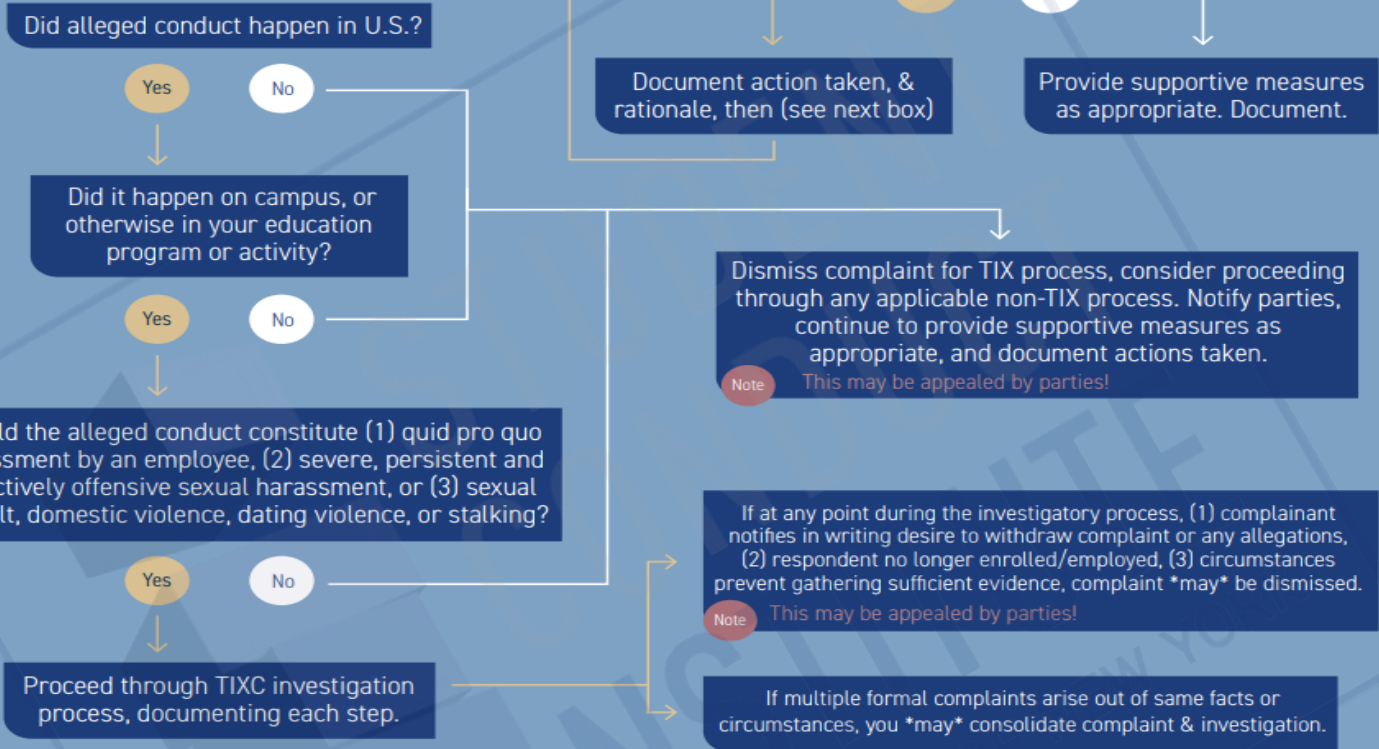 Did alleged conduct happen in U.S.?
Yes
No
Document action taken, &
rationale, then (see next box)
Provide supportive measures
as appropriate. Document.
Did it happen on campus, or
otherwise in your education
program or activity?
Yes
No
Dismiss complaint for TIX process, consider proceeding
through any applicable non-TIX process. Notify parties,
continue to provide supportive measures as
appropriate, and document actions taken.
Note
This may be appealed by parties!
the alleged conduct constitute (1) quid pro quo
by an employee, (2) severe, persistent and
offensive sexual harassment, or (3) sexual
domestic violence, dating violence, or stalking?
Yes
No
If at any point during the investigatory process, (1) complainant
notifies in writing desire to withdraw complaint or any allegations,
(2) respondent no longer enrolled/employed, (3) circumstances
prevent gathering sufficient evidence, complaint *may* be dismissed.
Note
This may be appealed by parties!
Proceed through TIXC investigation
process, documenting each step.
If multiple formal complaints arise out of same facts or
circumstances, you *may* consolidate complaint & investigation.
STUDENT
CONDUCT